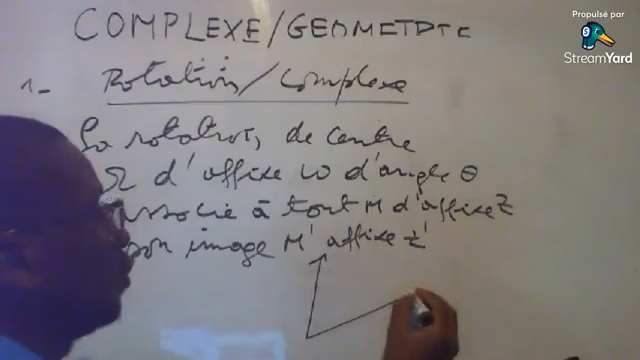 COMPLEXE/GEOMETRIE
Propulsé par
StreamYard
1- Rotation/Complexe
La rotation, de centre
Ω d'affixe ω d'angle θ
associe à tout M d'affixe z
son image M' affixe z'